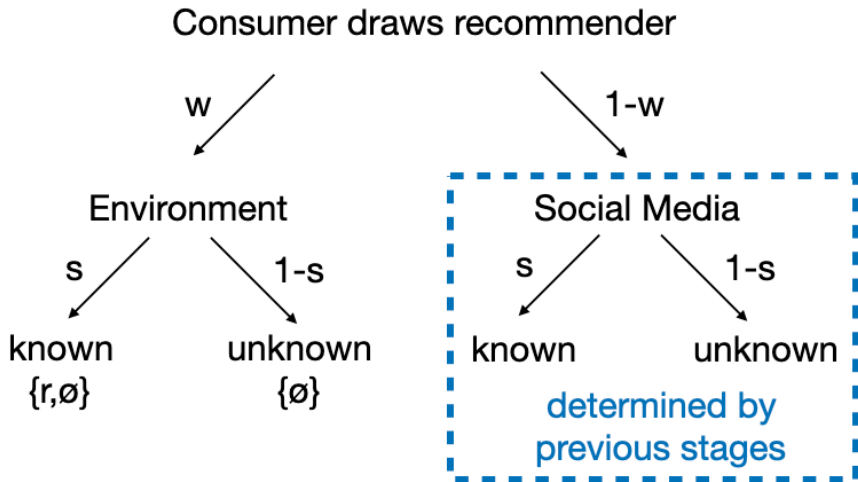 Consumer draws recommender
w 1-w
Environment Social Media
s 1-s s 1-s
known unknown known unknown
{r,ø} {ø}
determined by
previous stages